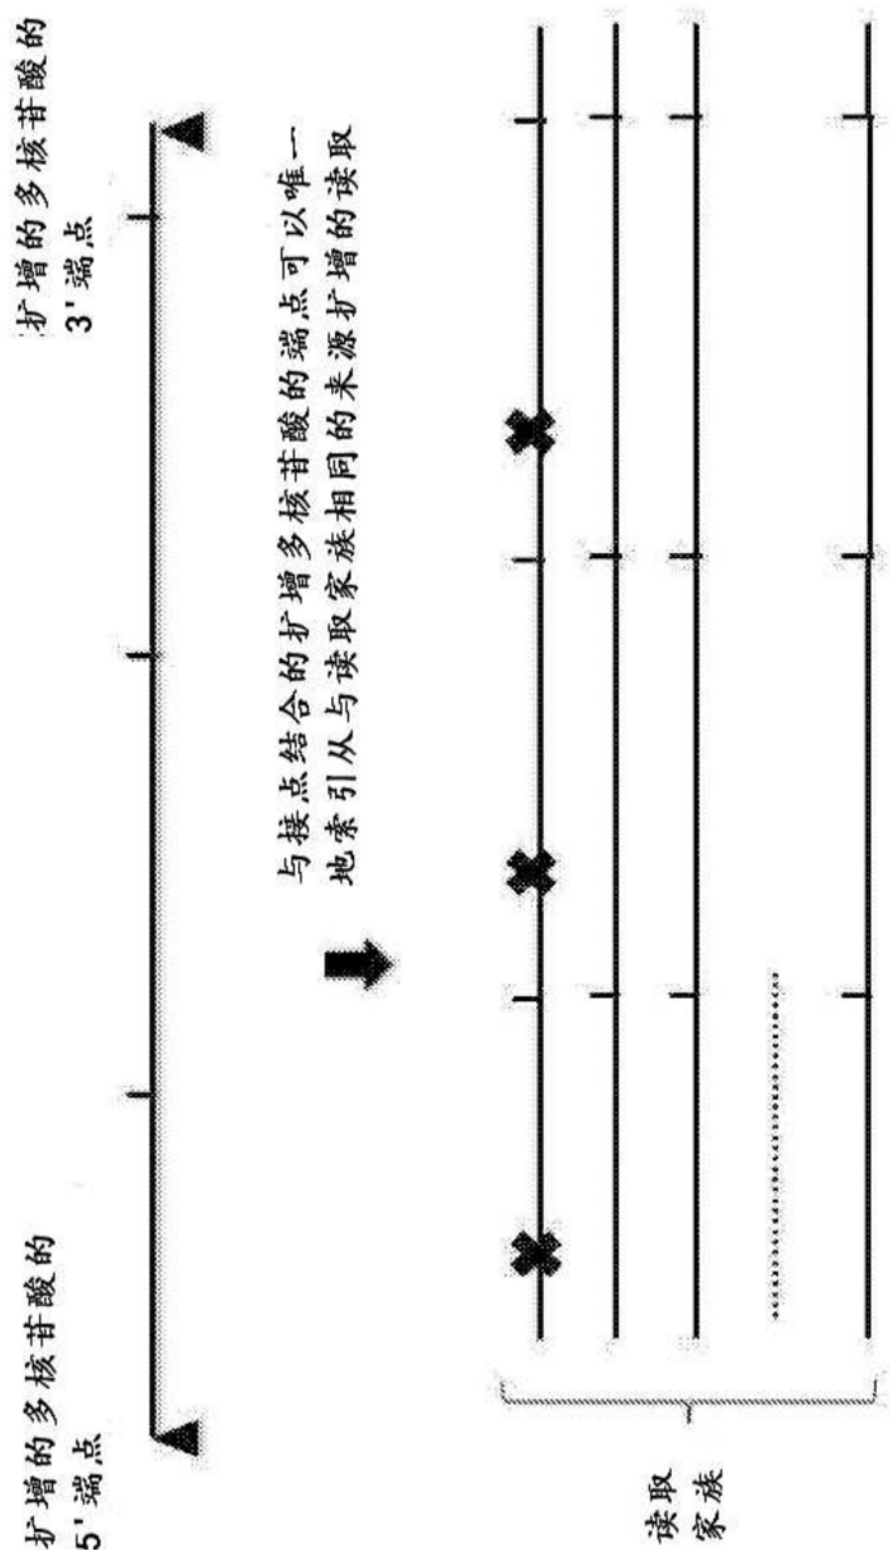 扩增的多核苷酸的
5'端点
扩增的多核苷酸的
3'端点
与接点结合的扩增多核苷酸的端点可以唯一
地索引从与读取家族相同的来源扩增的读取
读取
家族